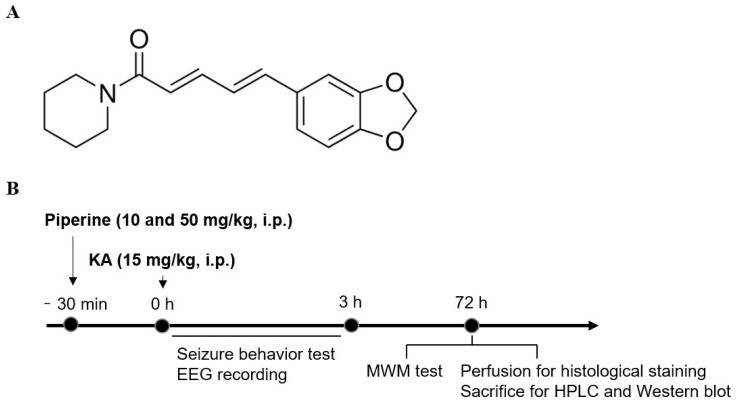 A
O
N
O
O
B
Piperine (10 and 50 mg/kg, i.p.)
KA (15 mg/kg, i.p.)
- 30 min 0 h 3 h 72 h
Seizure behavior test
EEG recording
MWM test
Perfusion for histological staining
Sacrifice for HPLC and Western blot